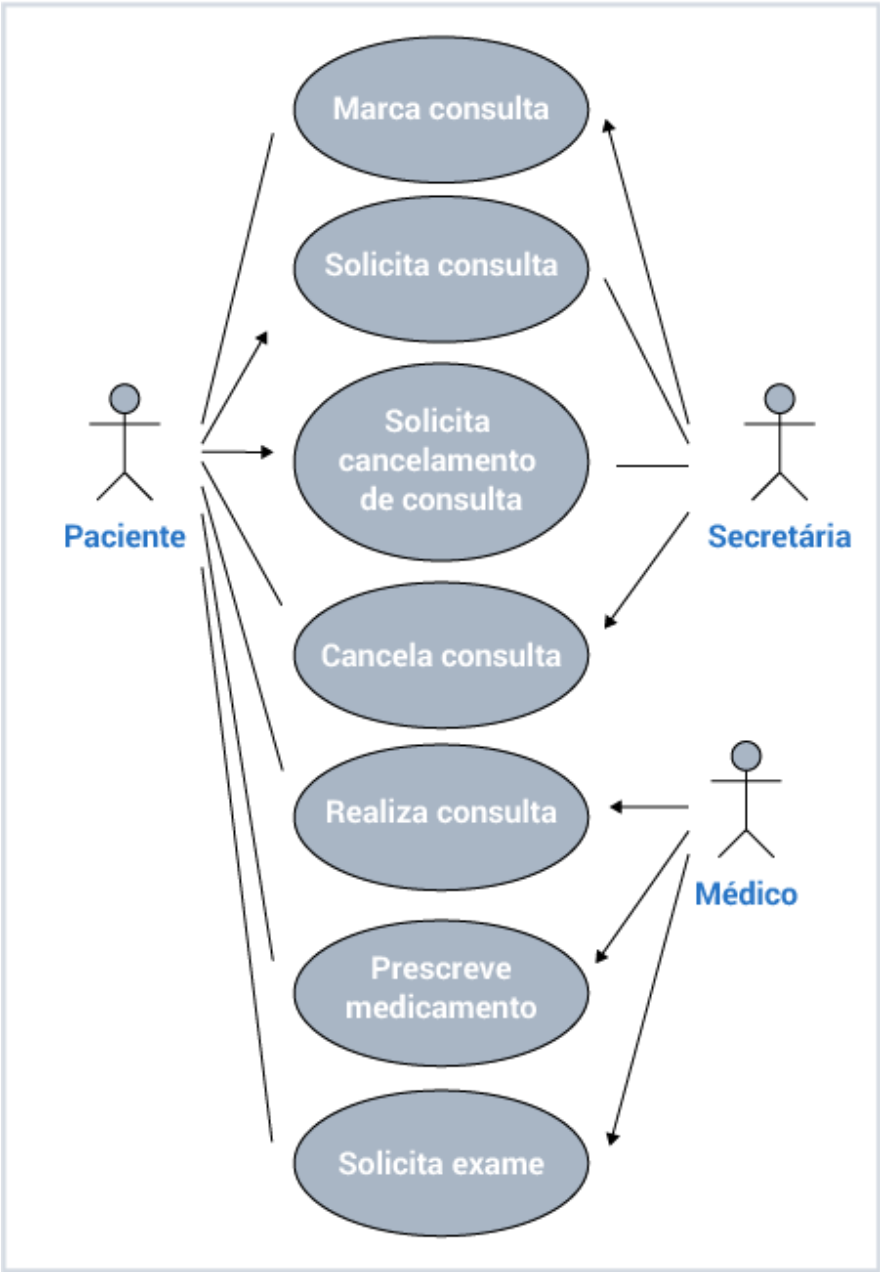 Marca consulta
Solicita consulta
Solicita
cancelamento
de consulta
Paciente
Secretária
Cancela consulta
Realiza consulta
Médico
Prescreve
medicamento
Solicita exame